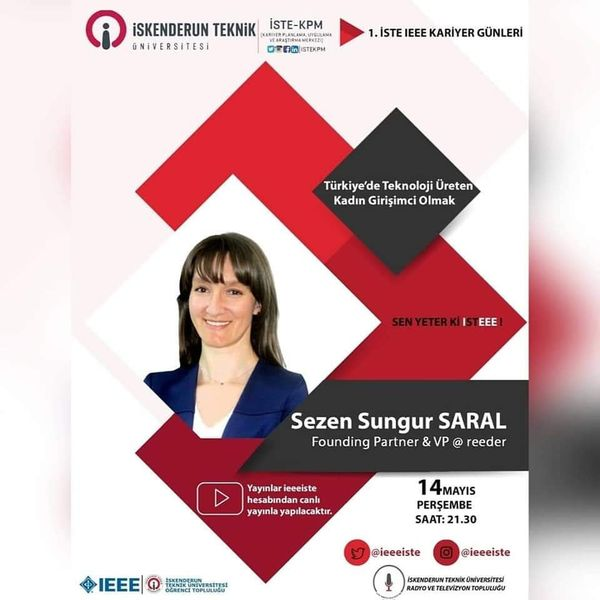 İSKENDERUN TEKNİK
ÜNİVERSİTESİ
İSTE-KPM
(KARİYER PLANLAMA, UYGULAMA
VE ARAŞTIRMA MERKEZİ)
ISTEKPM
1. İSTE IEEE KARİYER GÜNLERİ
Türkiye'de Teknoloji Üreten
Kadın Girişimci Olmak
SEN YETER Kİ İSTEEE !
Sezen Sungur SARAL
Founding Partner & VP @ reeder
Yayınlar ieeeiste
hesabından canlı
yayınla yapılacaktır.
14 MAYIS
PERŞEMBE
SAAT: 21.30
@ieeeiste
@ieeeiste
IEEE
İSKENDERUN
TEKNİK ÜNİVERSİTESİ
ÖĞRENCİ TOPLULUĞU
İSKENDERUN TEKNİK ÜNİVERSİTESİ
RADYO VE TELEVİZYON TOPLULUĞU